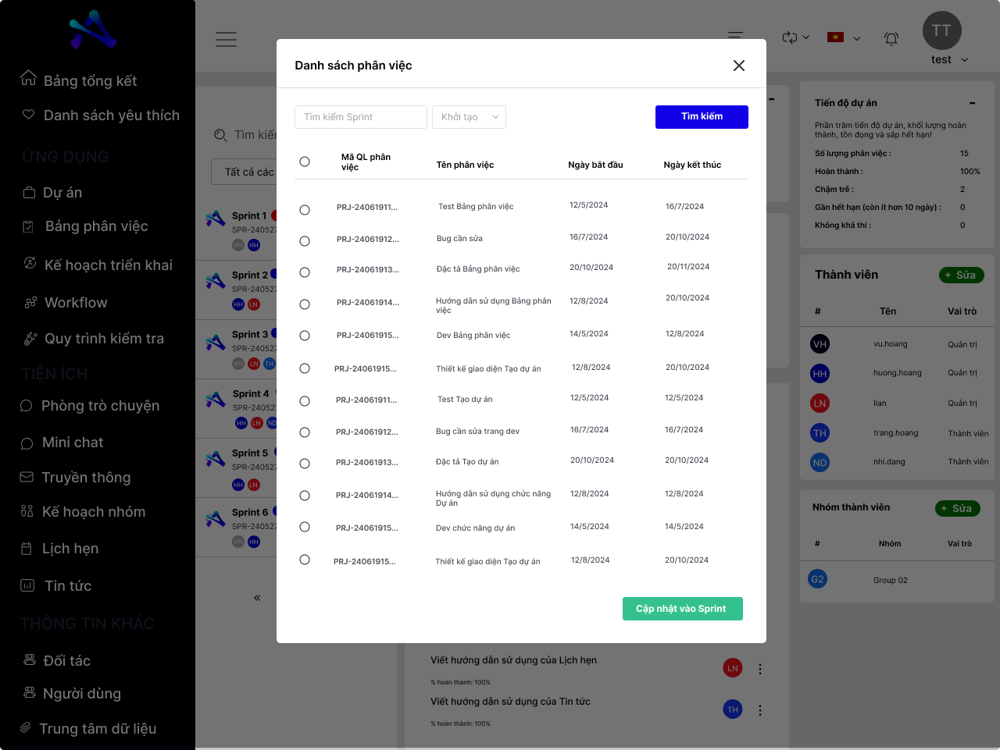 Bảng tổng kết
Danh sách yêu thích
ỨNG DỤNG
Dự án
Bảng phân việc
Kế hoạch triển khai
Workflow
Quy trình kiểm tra
TIỆN ÍCH
Phòng trò chuyện
Mini chat
Truyền thông
Kế hoạch nhóm
Lịch hẹn
Tin tức
THÔNG TIN KHÁC
Đối tác
Người dùng
Trung tâm dữ liệu
TT
test
Tìm kiế
Tất cả các
Sprint 1
SPR-240527
VH HH
Sprint 2
SPR-240527
HH LN
Sprint 3
SPR-240527
VH LN TH
Sprint 4
SPR-240527
HH LN ND
Sprint 5
SPR-240527
HH LN
Sprint 6
SPR-240527
VH HH
«
Danh sách phân việc
Tìm kiếm Sprint
Khởi tạo
Tìm kiếm
Mã QL phân
việc
Tên phân việc
Ngày bắt đầu
Ngày kết thúc
PRJ-24061911... Test Bảng phân việc 12/5/2024 16/7/2024
PRJ-24061912... Bug cần sửa 16/7/2024 20/10/2024
PRJ-24061913... Đặc tả Bảng phân việc 20/10/2024 20/11/2024
PRJ-24061914... Hướng dẫn sử dụng Bảng phân 12/8/2024 20/10/2024
việc
PRJ-24061915... Dev Bảng phân việc 14/5/2024 12/8/2024
PRJ-24061915... Thiết kế giao diện Tạo dự án 12/8/2024 20/10/2024
PRJ-24061911... Test Tạo dự án 12/5/2024 12/5/2024
PRJ-24061912... Bug cần sửa trang dev 16/7/2024 16/7/2024
PRJ-24061913... Đặc tả Tạo dự án 20/10/2024 20/10/2024
PRJ-24061914... Hướng dẫn sử dụng chức năng 12/8/2024 12/8/2024
Dự án
PRJ-24061915... Dev chức năng dự án 14/5/2024 14/5/2024
PRJ-24061915... Thiết kế giao diện Tạo dự án 12/8/2024 20/10/2024
Cập nhật vào Sprint
Viết hướng dẫn sử dụng của Lịch hẹn
LN
% hoàn thành: 100%
Viết hướng dẫn sử dụng của Tin tức
TH
% hoàn thành: 100%
Tiến độ dự án
Phần trăm tiến độ dự án, khối lượng hoàn
thành, tồn đọng và sắp hết hạn!
Số lượng phân việc : 15
Hoàn thành : 100%
Chậm trễ : 2
Gần hết hạn (còn ít hơn 10 ngày) : 0
Không khả thi : 0
Thành viên
+ Sửa
# Tên Vai trò
VH vu.hoang Quản trị
HH huong.hoang Quản trị
LN lian Quản trị
TH trang.hoang Thành viên
ND nhi.dang Thành viên
Nhóm thành viên
+ Sửa
# Nhóm Vai trò
G2 Group 02